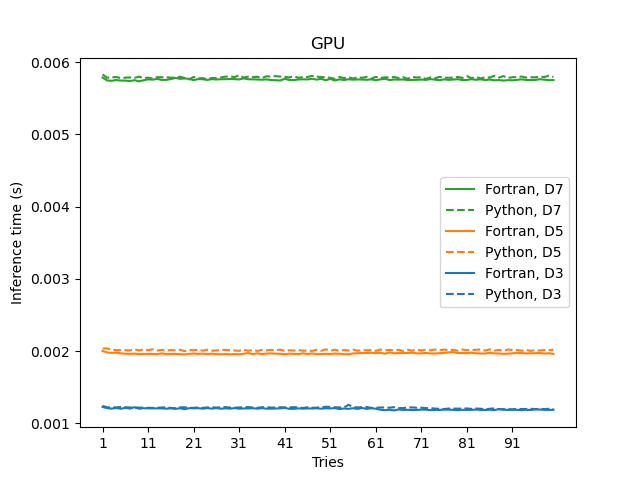 GPU
Inference time (s)
0.006
0.005
0.004
0.003
0.002
0.001
Fortran, D7
Python, D7
Fortran, D5
Python, D5
Fortran, D3
Python, D3
1 11 21 31 41 51 61 71 81 91
Tries